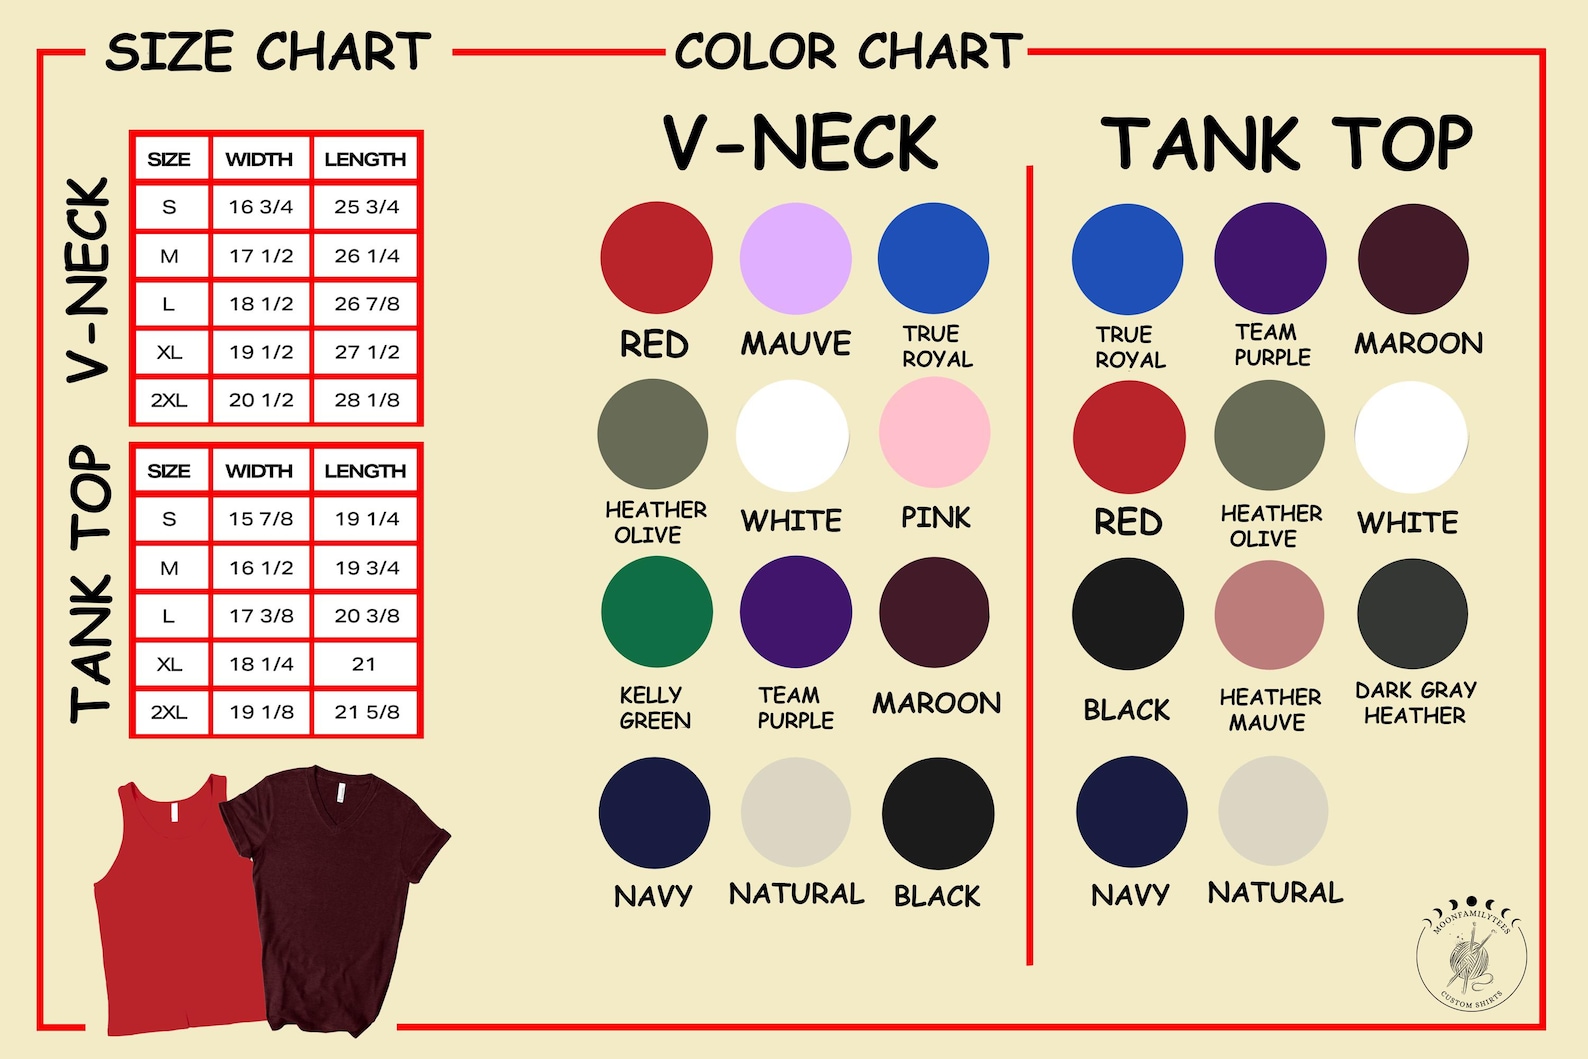 SIZE CHART
COLOR CHART
V-NECK
SIZE WIDTH LENGTH
S 16 3/4 25 3/4
M 17 1/2 26 1/4
L 18 1/2 26 7/8
XL 19 1/2 27 1/2
2XL 20 1/2 28 1/8
TANK TOP
SIZE WIDTH LENGTH
S 15 7/8 19 1/4
M 16 1/2 19 3/4
L 17 3/8 20 3/8
XL 18 1/4 21
2XL 19 1/8 21 5/8
V-NECK
RED
MAUVE
TRUE
ROYAL
HEATHER
OLIVE
WHITE
PINK
KELLY
GREEN
TEAM
PURPLE
MAROON
NAVY
NATURAL
BLACK
TANK TOP
TRUE
ROYAL
TEAM
PURPLE
MAROON
RED
HEATHER
OLIVE
WHITE
BLACK
HEATHER
MAUVE
DARK GRAY
HEATHER
NAVY
NATURAL
MOONFAMILYTEES
CUSTOM SHIRTS